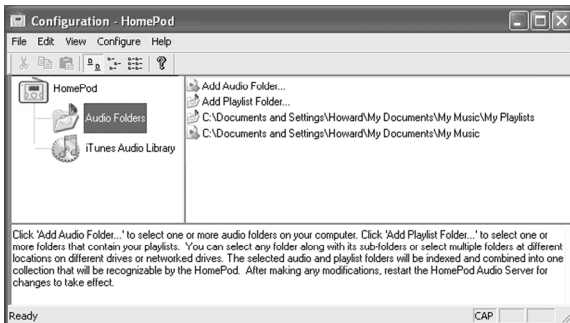 Configuration - HomePod
File Edit View Configure Help
HomePod
Audio Folders
iTunes Audio Library
Add Audio Folder...
Add Playlist Folder...
C:\Documents and Settings\Howard\My Documents\My Music\My Playlists
C:\Documents and Settings\Howard\My Documents\My Music
Click 'Add Audio Folder...' to select one or more audio folders on your computer. Click 'Add Playlist Folder...' to select one or
more folders that contain your playlists. 'You can select any folder along with its sub-folders or select multiple folders at different
locations on different drives or networked drives. The selected audio and playlist folders will be indexed and combined into one
collection that will be recognizable by the HomePod. After making any modifications, restart the HomePod Audio Server for
changes to take effect.
Ready CAP